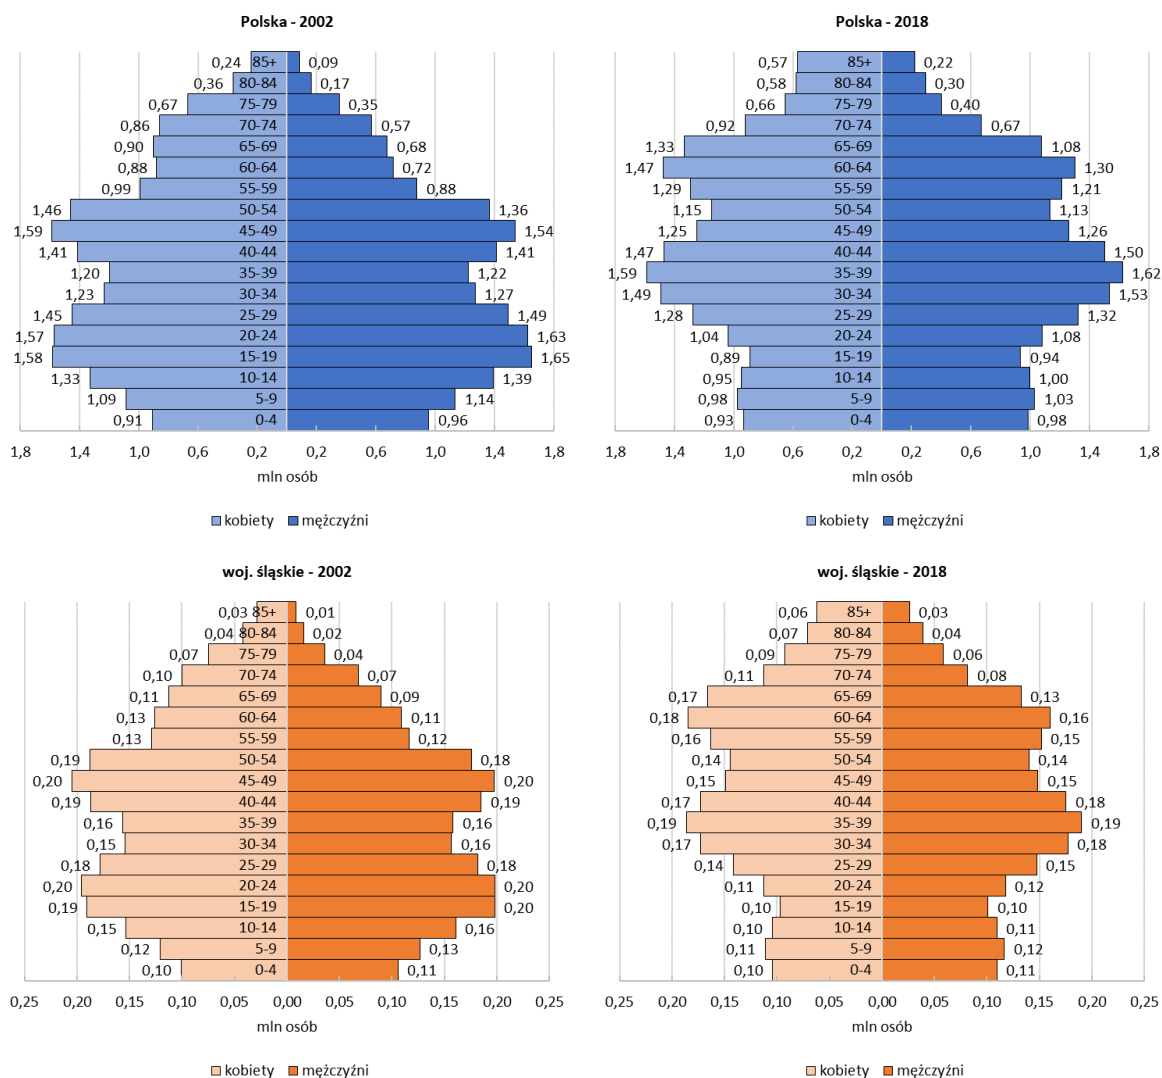 Polska - 2002
0,24 85+ 0,09
0,36 80-84 0,17
0,67 75-79 0,35
0,86 70-74 0,57
0,90 65-69 0,68
0,88 60-64 0,72
0,99 55-59 0,88
1,46 50-54 1,36
1,59 45-49 1,54
1,41 40-44 1,41
1,20 35-39 1,22
1,23 30-34 1,27
1,45 25-29 1,49
1,57 20-24 1,63
1,58 15-19 1,65
1,33 10-14 1,39
1,09 5-9 1,14
0,91 0-4 0,96
1,8 1,4 1,0 0,6 0,2 0,2 0,6 1,0 1,4 1,8
mln osób
kobiety mężczyźni
Polska - 2018
0,57 85+ 0,22
0,58 80-84 0,30
0,66 75-79 0,40
0,92 70-74 0,67
1,33 65-69 1,08
1,47 60-64 1,30
1,29 55-59 1,21
1,15 50-54 1,13
1,25 45-49 1,26
1,47 40-44 1,50
1,59 35-39 1,62
1,49 30-34 1,53
1,28 25-29 1,32
1,04 20-24 1,08
0,89 15-19 0,94
0,95 10-14 1,00
0,98 5-9 1,03
0,93 0-4 0,98
1,8 1,4 1,0 0,6 0,2 0,2 0,6 1,0 1,4 1,8
mln osób
kobiety mężczyźni
woj. śląskie - 2002
0,03 85+ 0,01
0,04 80-84 0,02
0,07 75-79 0,04
0,10 70-74 0,07
0,11 65-69 0,09
0,13 60-64 0,11
0,13 55-59 0,12
0,19 50-54 0,18
0,20 45-49 0,20
0,19 40-44 0,19
0,16 35-39 0,16
0,15 30-34 0,16
0,18 25-29 0,18
0,20 20-24 0,20
0,19 15-19 0,20
0,15 10-14 0,16
0,12 5-9 0,13
0,10 0-4 0,11
0,25 0,20 0,15 0,10 0,05 0,00 0,05 0,10 0,15 0,20 0,25
mln osób
kobiety mężczyźni
woj. śląskie - 2018
0,06 85+ 0,03
0,07 80-84 0,04
0,09 75-79 0,06
0,11 70-74 0,08
0,17 65-69 0,13
0,18 60-64 0,16
0,16 55-59 0,15
0,14 50-54 0,14
0,15 45-49 0,15
0,17 40-44 0,18
0,19 35-39 0,19
0,17 30-34 0,18
0,14 25-29 0,15
0,11 20-24 0,12
0,10 15-19 0,10
0,10 10-14 0,11
0,11 5-9 0,12
0,10 0-4 0,11
0,25 0,20 0,15 0,10 0,05 0,00 0,05 0,10 0,15 0,20 0,25
mln osób
kobiety mężczyźni